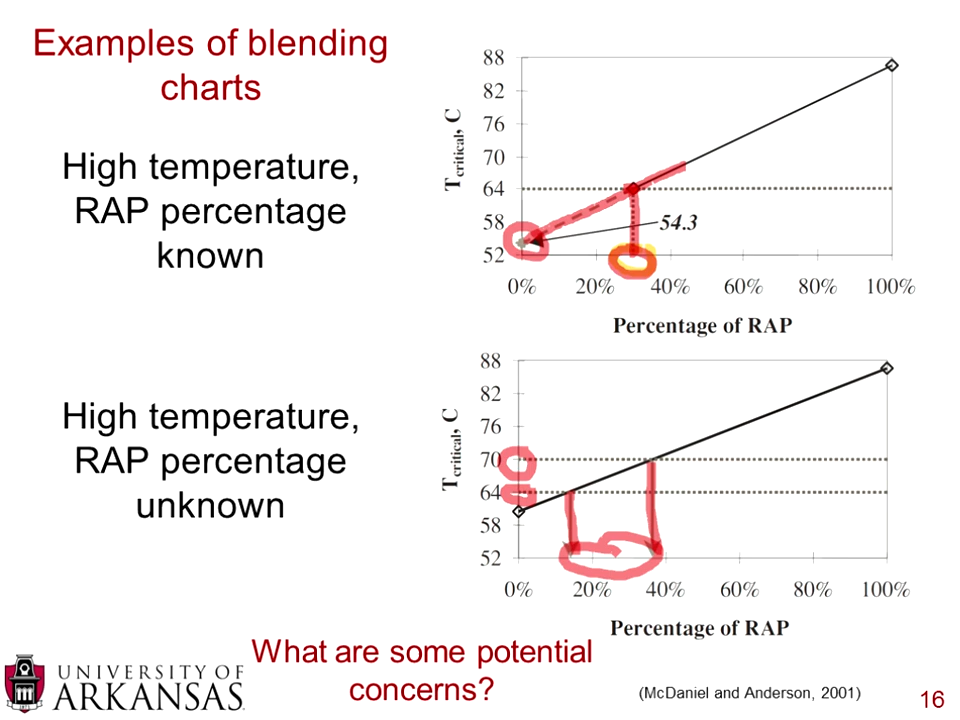 Examples of blending
charts
High temperature,
RAP percentage
known
88
82
76
70
64
58
52
T critical, C
54.3
0% 20% 40% 60% 80% 100%
Percentage of RAP
High temperature,
RAP percentage
unknown
88
82
76
70
64
58
52
T critical, C
0% 20% 40% 60% 80% 100%
Percentage of RAP
What are some potential
concerns?
UNIVERSITY OF
ARKANSAS
(McDaniel and Anderson, 2001)
16